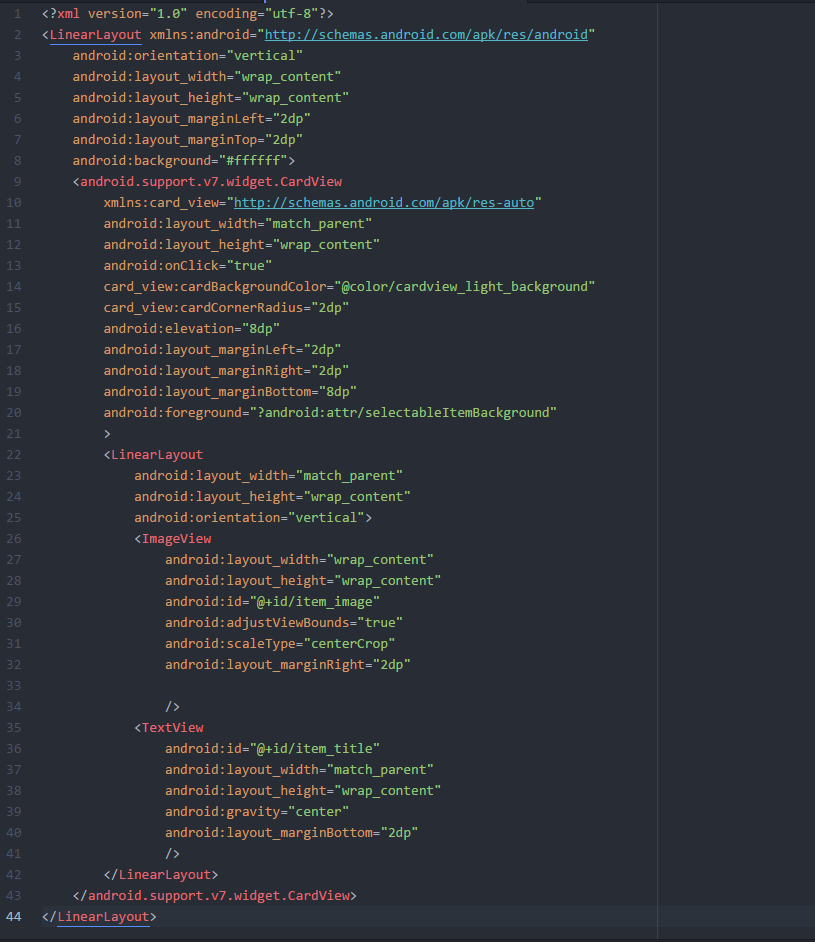 1 <?xml version="1.0" encoding="utf-8"?>
2 <LinearLayout xmlns:android="http://schemas.android.com/apk/res/android"
3     android:orientation="vertical"
4     android:layout_width="wrap_content"
5     android:layout_height="wrap_content"
6     android:layout_marginLeft="2dp"
7     android:layout_marginTop="2dp"
8     android:background="#ffffff">
9     <android.support.v7.widget.CardView
10         xmlns:card_view="http://schemas.android.com/apk/res-auto"
11         android:layout_width="match_parent"
12         android:layout_height="wrap_content"
13         android:onClick="true"
14         card_view:cardBackgroundColor="@color/cardview_light_background"
15         card_view:cardCornerRadius="2dp"
16         android:elevation="8dp"
17         android:layout_marginLeft="2dp"
18         android:layout_marginRight="2dp"
19         android:layout_marginBottom="8dp"
20         android:foreground="?android:attr/selectableItemBackground"
21         >
22         <LinearLayout
23             android:layout_width="match_parent"
24             android:layout_height="wrap_content"
25             android:orientation="vertical">
26             <ImageView
27                 android:layout_width="wrap_content"
28                 android:layout_height="wrap_content"
29                 android:id="@+id/item_image"
30                 android:adjustViewBounds="true"
31                 android:scaleType="centerCrop"
32                 android:layout_marginRight="2dp"
33
34                 />
35             <TextView
36                 android:id="@+id/item_title"
37                 android:layout_width="match_parent"
38                 android:layout_height="wrap_content"
39                 android:gravity="center"
40                 android:layout_marginBottom="2dp"
41                 />
42         </LinearLayout>
43     </android.support.v7.widget.CardView>
44 </LinearLayout>